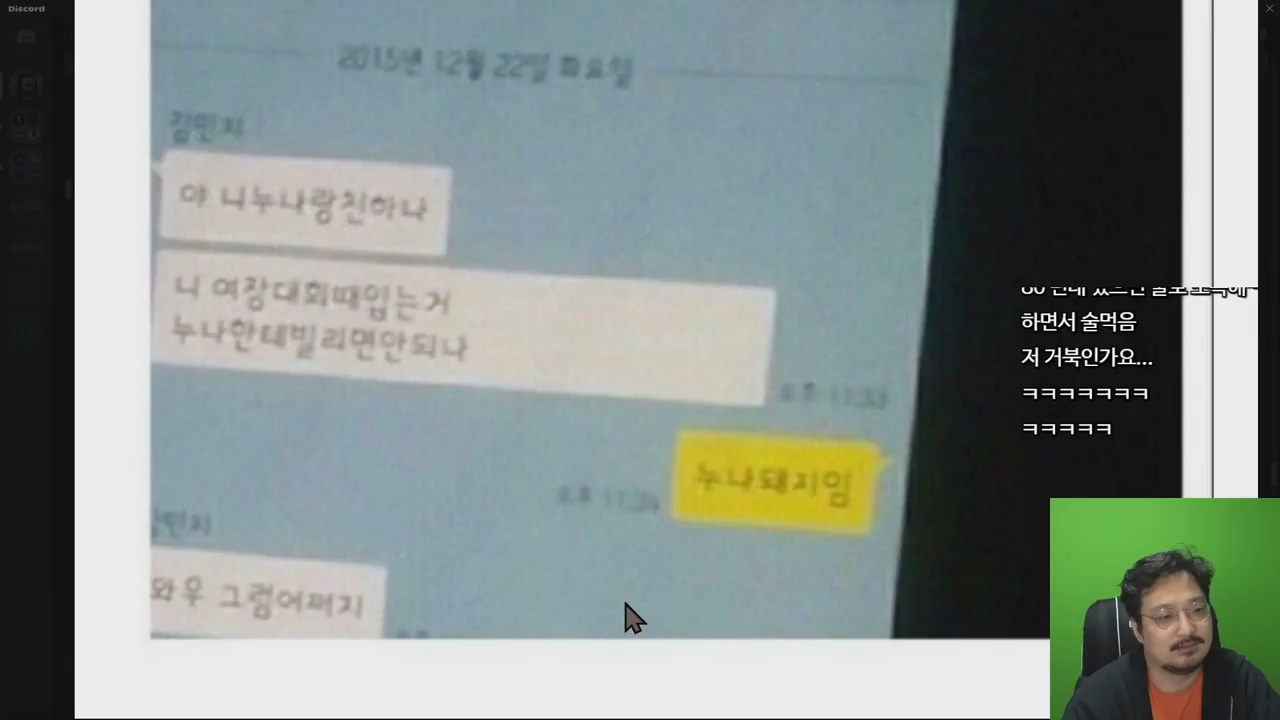 Discord
2015년 12월 22일 화요일
김민지
야 니누나랑친하나
니 여장대회때입는거
누나한테빌리면안되나
오후 11:33
누나돼지임
오후 11:34
김민지
와우 그럼어쩌지
하면서 술먹음
저 거북인가요...
ㅋㅋㅋㅋㅋㅋㅋ
ㅋㅋㅋㅋㅋ